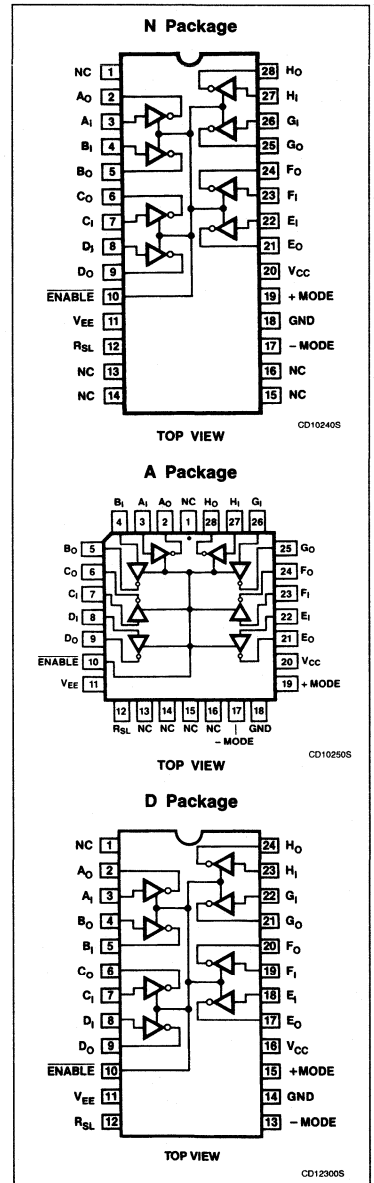 N Package
NC 1
28 HO
AO 2
27 HI
AI 3
26 GI
BI 4
25 GO
BO 5
24 FO
CO 6
23 FI
CI 7
22 EI
DI 8
21 EO
DO 9
20 VCC
ENABLE 10
19 + MODE
VEE 11
18 GND
RSL 12
17 – MODE
NC 13
16 NC
NC 14
15 NC
CD10240S
TOP VIEW
A Package
BI AI AO NC HO HI GI
4 3 2 1 28 27 26
BO 5
25 GO
CO 6
24 FO
CI 7
23 FI
DI 8
22 EI
DO 9
21 EO
ENABLE 10
20 VCC
VEE 11
19 + MODE
12 13 14 15 16 17 18
RSL NC NC NC NC | GND
– MODE
CD10250S
TOP VIEW
D Package
NC 1
24 HO
AO 2
23 HI
AI 3
22 GI
BO 4
21 GO
BI 5
20 FO
CO 6
19 FI
CI 7
18 EI
DI 8
17 EO
DO 9
16 VCC
ENABLE 10
15 +MODE
VEE 11
14 GND
RSL 12
13 – MODE
TOP VIEW
CD12300S